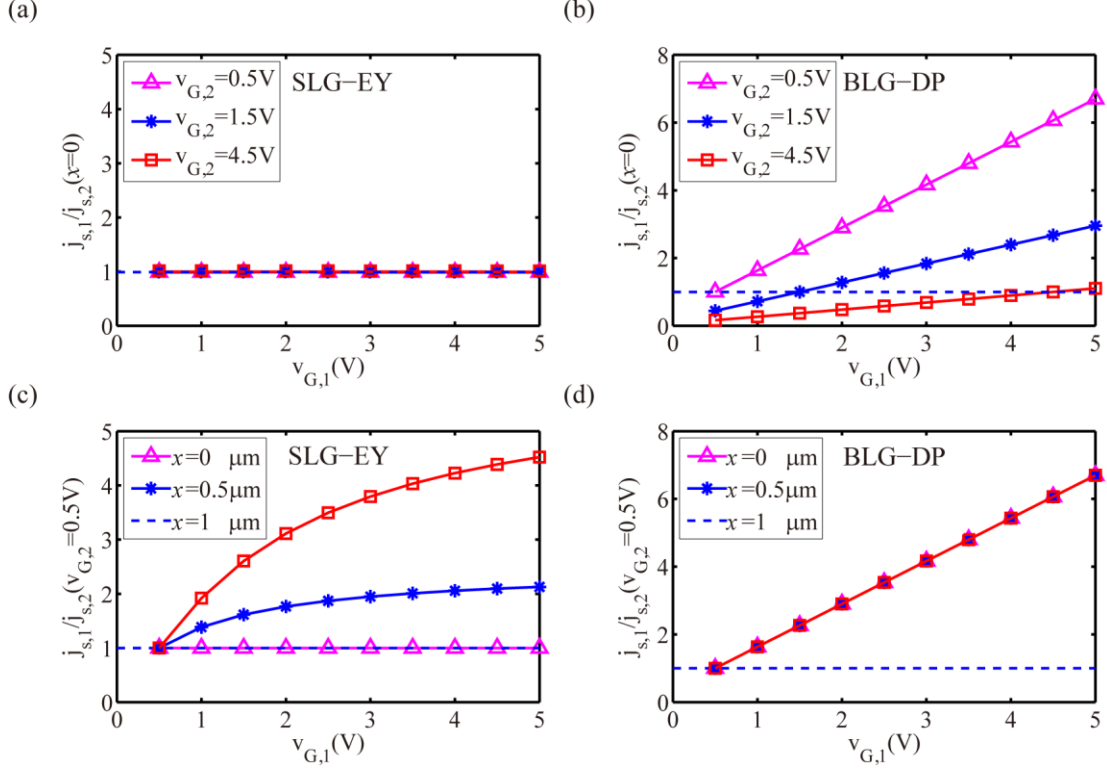 (a)
(b)
5
4
3
2
1
0
j_{s,1}/j_{s,2}(x=0)
v_{G,2}=0.5V
v_{G,2}=1.5V
v_{G,2}=4.5V
SLG−EY
0 1 2 3 4 5
v_{G,1}(V)
8
6
4
2
0
j_{s,1}/j_{s,2}(x=0)
v_{G,2}=0.5V
v_{G,2}=1.5V
v_{G,2}=4.5V
BLG−DP
0 1 2 3 4 5
v_{G,1}(V)
(c)
(d)
5
4
3
2
1
0
j_{s,1}/j_{s,2}(v_{G,2}=0.5V)
x=0 μm
x=0.5μm
x=1 μm
SLG−EY
0 1 2 3 4 5
v_{G,1}(V)
8
6
4
2
0
j_{s,1}/j_{s,2}(v_{G,2}=0.5V)
x=0 μm
x=0.5μm
x=1 μm
BLG−DP
0 1 2 3 4 5
v_{G,1}(V)